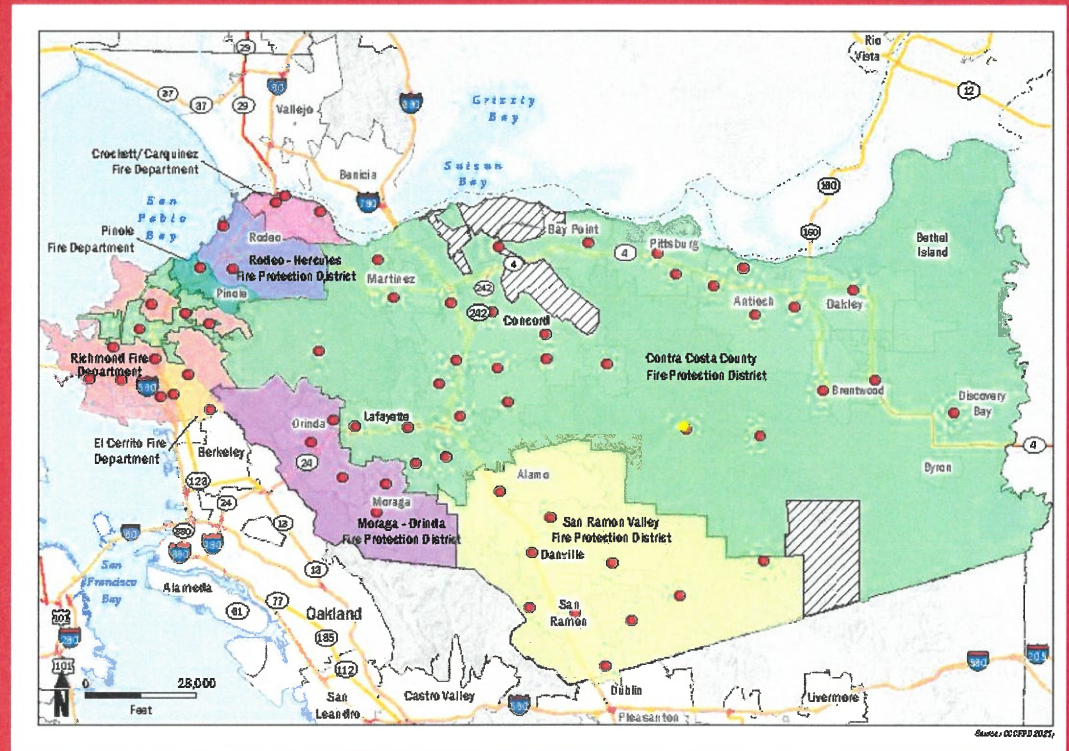 29
80
37
37
29
Vallejo
680
Grizzly
Bay
Rio
Vista
12
Crockett/Carquinez
Fire Department
Benicia
780
Suisun
Bay
160
San
Pablo
Bay
Pinole
Fire Department
Rodeo
Rodeo - Hercules
Fire Protection District
Pinole
Martinez
Bay Point
4
4
Pittsburg
160
Bethel
Island
242
242
Concord
Antioch
Oakley
Richmond Fire
Department
580
Contra Costa County
Fire Protection District
Brentwood
Discovery
Bay
El Cerrito Fire
Department
Berkeley
Orinda
24
Lafayette
4
Byron
Alamo
123
24
13
Moraga
Moraga - Orinda
Fire Protection District
San Ramon Valley
Fire Protection District
Danville
80
580
880
980
San
Francisco
Bay
Alameda
13
61
77
Oakland
185
112
San
Ramon
101
280
101
N
0
28,000
Feet
San
Leandro
Castro Valley
580
Dublin
Pleasanton
Livermore
580
205
Source: CCCFPD 2021;